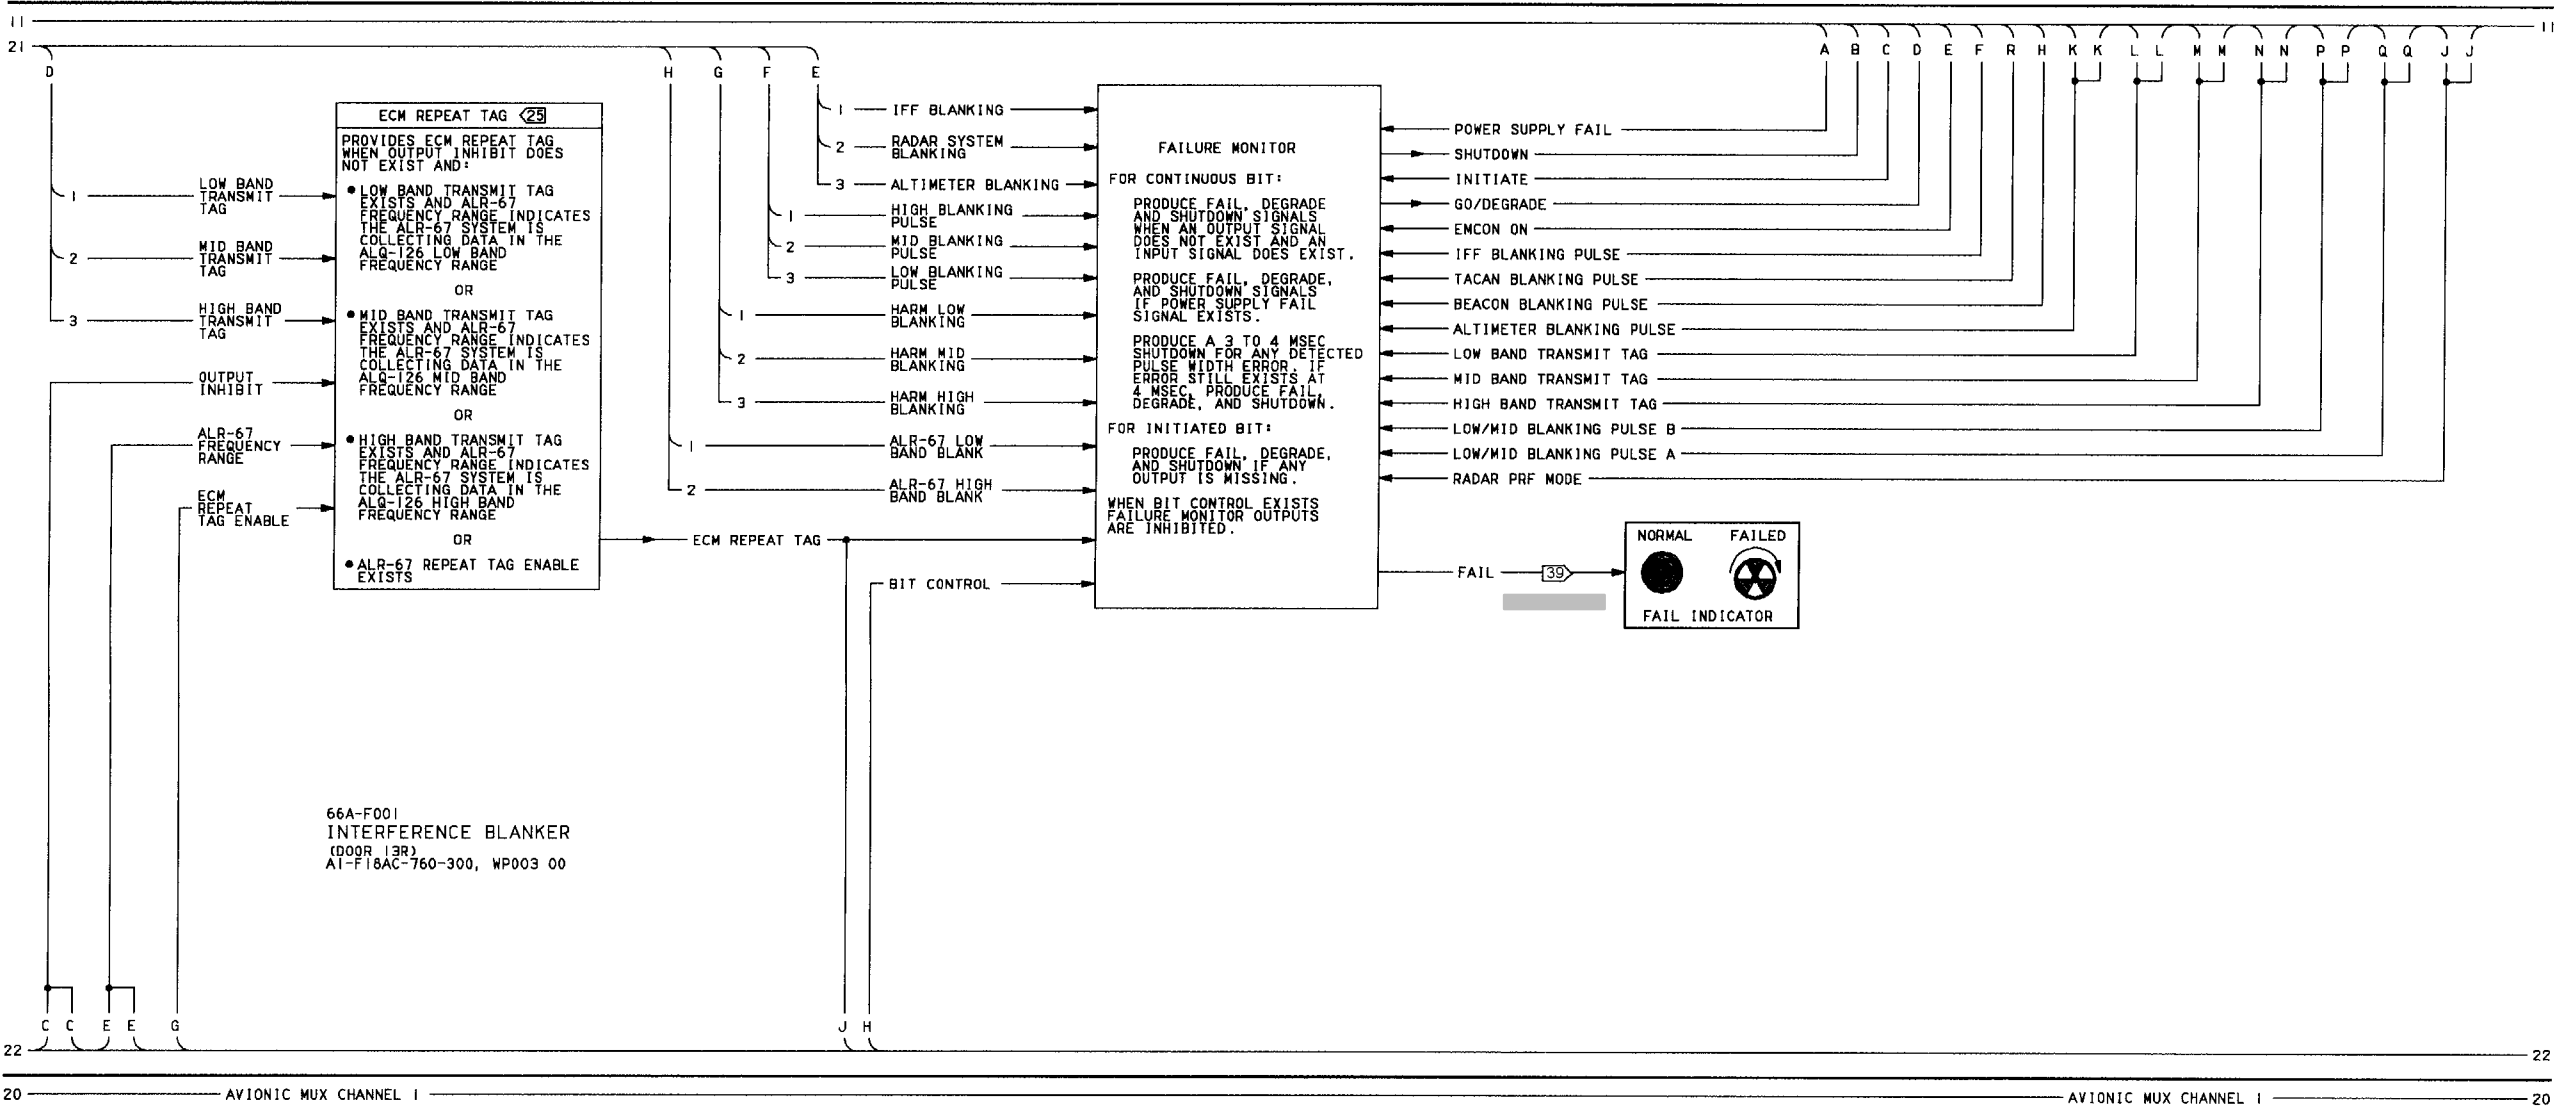 11
11
21
D
H
G
F
E
A B C D E F R H K K L L M M N N P P Q Q J J
ECM REPEAT TAG 25
PROVIDES ECM REPEAT TAG
WHEN OUTPUT INHIBIT DOES
NOT EXIST AND:
● LOW BAND TRANSMIT TAG
EXISTS AND ALR-67
FREQUENCY RANGE INDICATES
THE ALR-67 SYSTEM IS
COLLECTING DATA IN THE
ALQ-126 LOW BAND
FREQUENCY RANGE
OR
● MID BAND TRANSMIT TAG
EXISTS AND ALR-67
FREQUENCY RANGE INDICATES
THE ALR-67 SYSTEM IS
COLLECTING DATA IN THE
ALQ-126 MID BAND
FREQUENCY RANGE
OR
● HIGH BAND TRANSMIT TAG
EXISTS AND ALR-67
FREQUENCY RANGE INDICATES
THE ALR-67 SYSTEM IS
COLLECTING DATA IN THE
ALQ-126 HIGH BAND
FREQUENCY RANGE
OR
● ALR-67 REPEAT TAG ENABLE
EXISTS
1
LOW BAND
TRANSMIT
TAG
2
MID BAND
TRANSMIT
TAG
3
HIGH BAND
TRANSMIT
TAG
OUTPUT
INHIBIT
ALR-67
FREQUENCY
RANGE
ECM
REPEAT
TAG ENABLE
1 IFF BLANKING
2 RADAR SYSTEM
BLANKING
3 ALTIMETER BLANKING
1 HIGH BLANKING
PULSE
2 MID BLANKING
PULSE
3 LOW BLANKING
PULSE
1 HARM LOW
BLANKING
2 HARM MID
BLANKING
3 HARM HIGH
BLANKING
1 ALR-67 LOW
BAND BLANK
2 ALR-67 HIGH
BAND BLANK
ECM REPEAT TAG
BIT CONTROL
FAILURE MONITOR
FOR CONTINUOUS BIT:
PRODUCE FAIL, DEGRADE
AND SHUTDOWN SIGNALS
WHEN AN OUTPUT SIGNAL
DOES NOT EXIST AND AN
INPUT SIGNAL DOES EXIST.
PRODUCE FAIL, DEGRADE,
AND SHUTDOWN SIGNALS
IF POWER SUPPLY FAIL
SIGNAL EXISTS.
PRODUCE A 3 TO 4 MSEC
SHUTDOWN FOR ANY DETECTED
PULSE WIDTH ERROR. IF
ERROR STILL EXISTS AT
4 MSEC, PRODUCE FAIL,
DEGRADE, AND SHUTDOWN.
FOR INITIATED BIT:
PRODUCE FAIL, DEGRADE,
AND SHUTDOWN IF ANY
OUTPUT IS MISSING.
WHEN BIT CONTROL EXISTS
FAILURE MONITOR OUTPUTS
ARE INHIBITED.
POWER SUPPLY FAIL
SHUTDOWN
INITIATE
GO/DEGRADE
EMCON ON
IFF BLANKING PULSE
TACAN BLANKING PULSE
BEACON BLANKING PULSE
ALTIMETER BLANKING PULSE
LOW BAND TRANSMIT TAG
MID BAND TRANSMIT TAG
HIGH BAND TRANSMIT TAG
LOW/MID BLANKING PULSE B
LOW/MID BLANKING PULSE A
RADAR PRF MODE
FAIL 39
NORMAL FAILED
FAIL INDICATOR
66A-F001
INTERFERENCE BLANKER
(DOOR 13R)
A1-F18AC-760-300, WP003 00
C C E E G J H
22
22
20 AVIONIC MUX CHANNEL 1
AVIONIC MUX CHANNEL 1 20